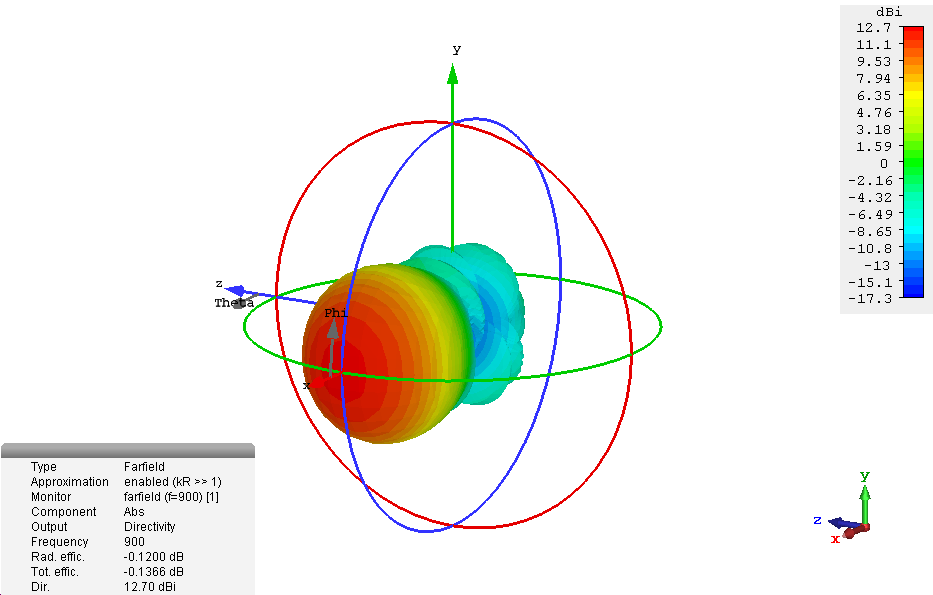 dBi
12.7
11.1
9.53
7.94
6.35
4.76
3.18
1.59
0
-2.16
-4.32
-6.49
-8.65
-10.8
-13
-15.1
-17.3
y
z
Theta
Phi
x
Type Farfield
Approximation enabled (kR >> 1)
Monitor farfield (f=900) [1]
Component Abs
Output Directivity
Frequency 900
Rad. effic. -0.1200 dB
Tot. effic. -0.1366 dB
Dir. 12.70 dBi
y
z
x